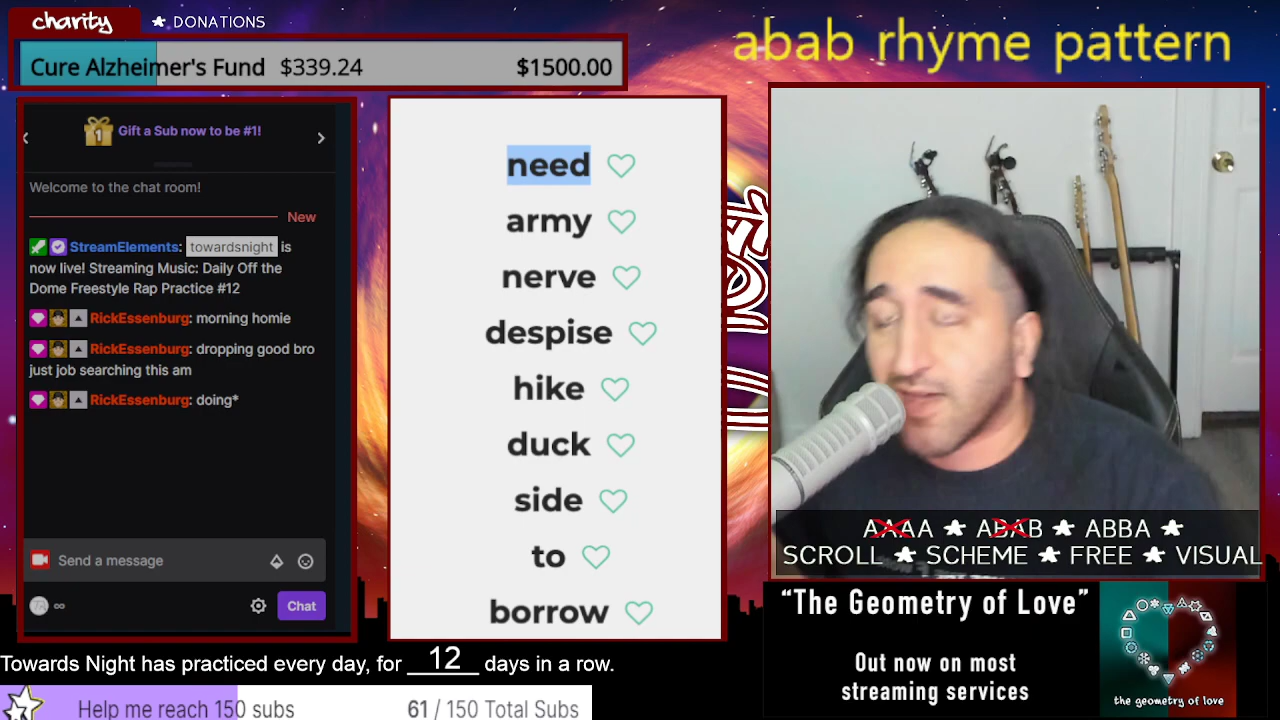 charity
DONATIONS
abab rhyme pattern
Cure Alzheimer's Fund $339.24 $1500.00
1
Gift a Sub now to be #1!
Welcome to the chat room!
New
StreamElements: towardsnight is
now live! Streaming Music: Daily Off the
Dome Freestyle Rap Practice #12
RickEssenburg: morning homie
RickEssenburg: dropping good bro
just job searching this am
RickEssenburg: doing*
Send a message
Chat
need
army
nerve
despise
hike
duck
side
to
borrow
AAAA ABAB ABBA
SCROLL SCHEME FREE VISUAL
"The Geometry of Love"
Out now on most
streaming services
the geometry of love
Towards Night has practiced every day, for 12 days in a row.
Help me reach 150 subs 61 / 150 Total Subs